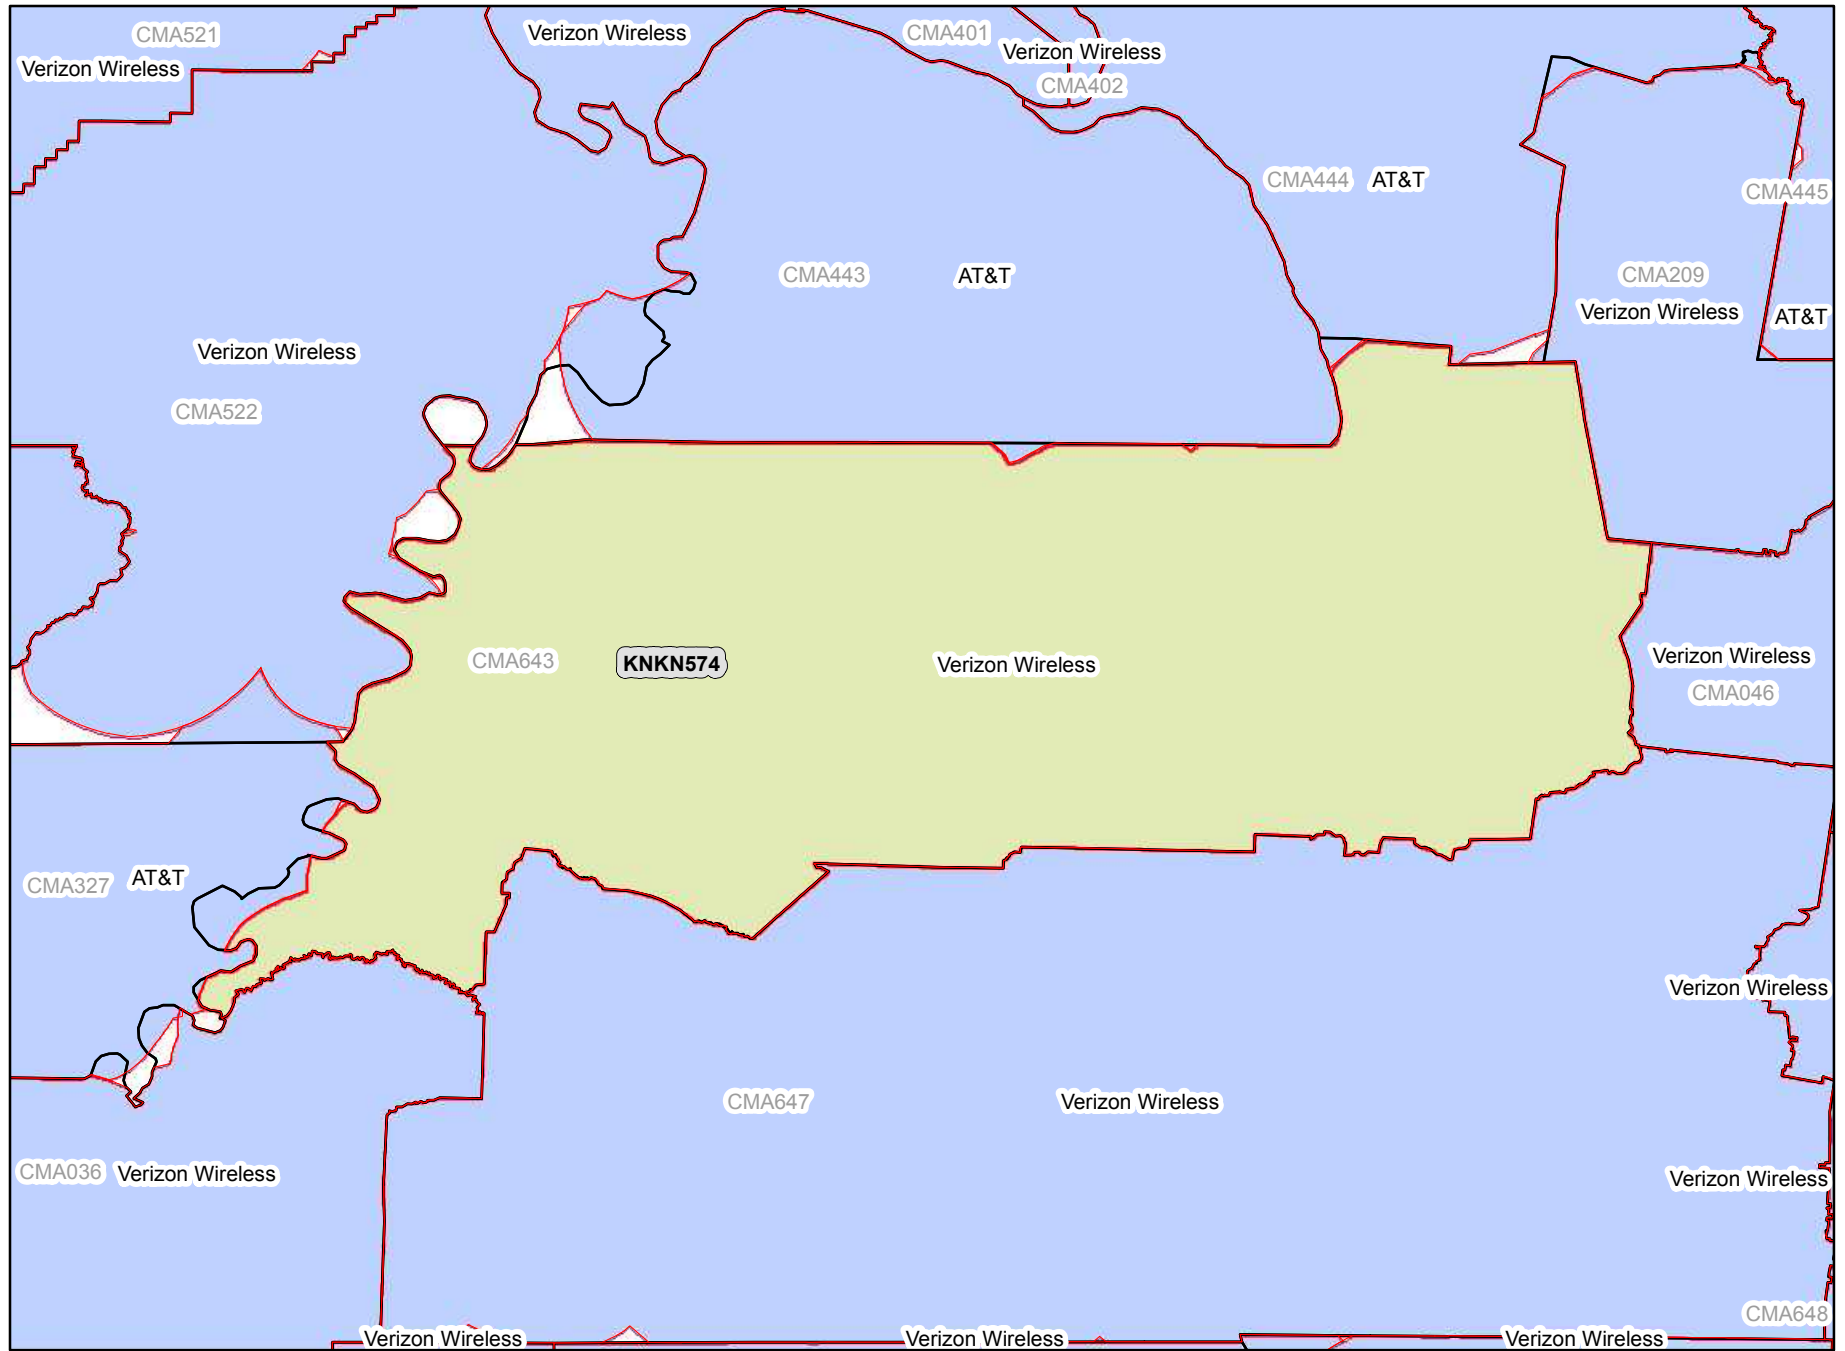 CMA521
Verizon Wireless
Verizon Wireless
CMA401
Verizon Wireless
CMA402
CMA444 AT&T
CMA445
CMA443 AT&T
CMA209
Verizon Wireless
AT&T
Verizon Wireless
CMA522
CMA643 KNKN574 Verizon Wireless
Verizon Wireless
CMA046
CMA327 AT&T
Verizon Wireless
CMA647 Verizon Wireless
CMA036 Verizon Wireless
Verizon Wireless
CMA648
Verizon Wireless
Verizon Wireless
Verizon Wireless